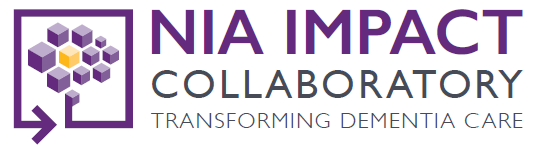 NIA IMPACT
COLLABORATORY
TRANSFORMING DEMENTIA CARE